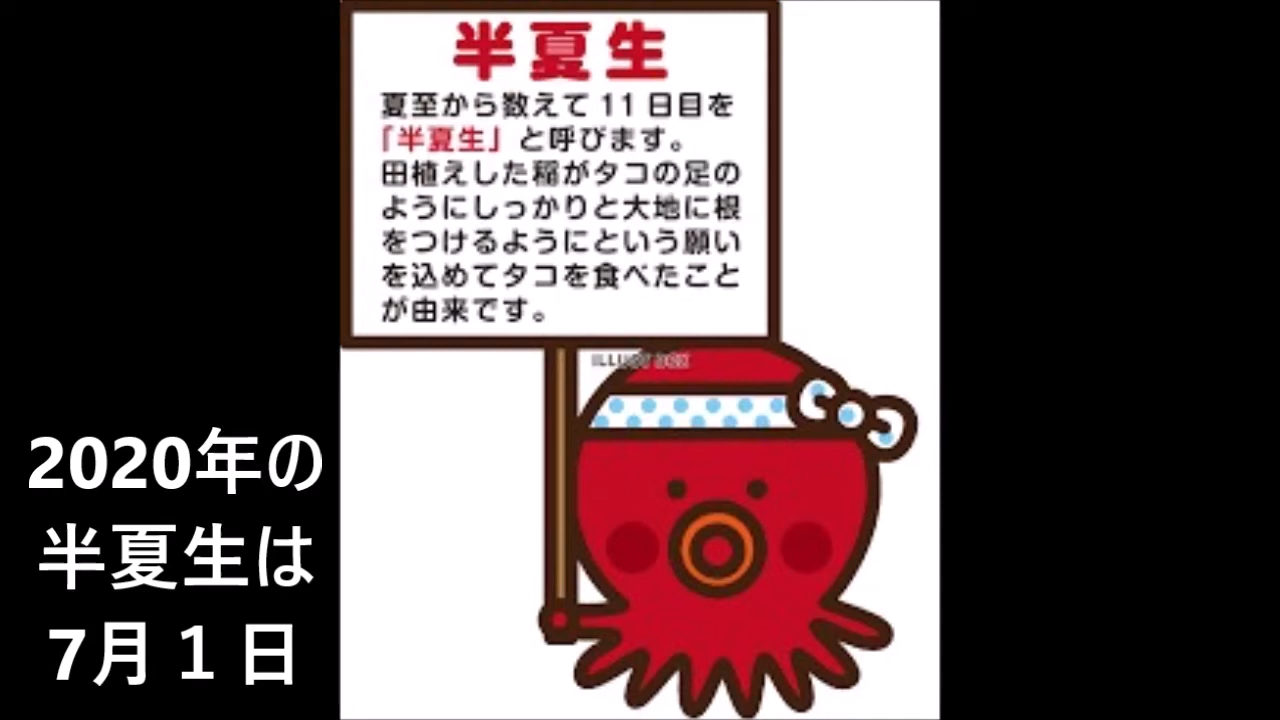 半夏生
夏至から数えて11日目を
「半夏生」と呼びます。
田植えした稲がタコの足の
ようにしっかりと大地に根
をつけるようにという願い
を込めてタコを食べたこと
が由来です。
2020年の
半夏生は
7月１日